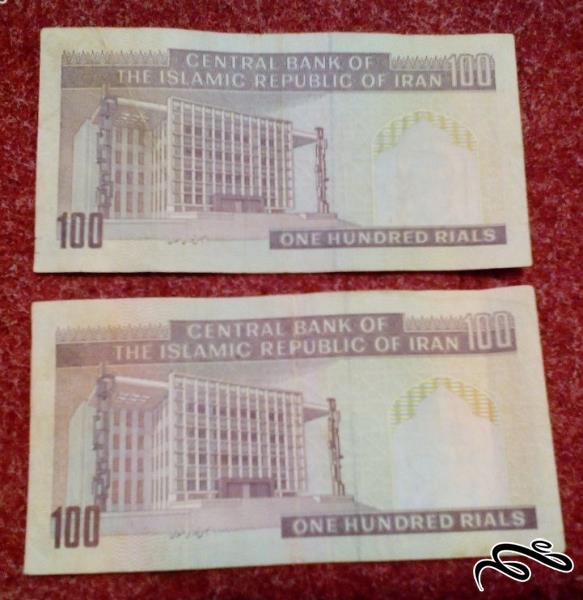 CENTRAL BANK OF
THE ISLAMIC REPUBLIC OF IRAN 100
100
ONE HUNDRED RIALS
CENTRAL BANK OF
THE ISLAMIC REPUBLIC OF IRAN 100
100
ONE HUNDRED RIALS